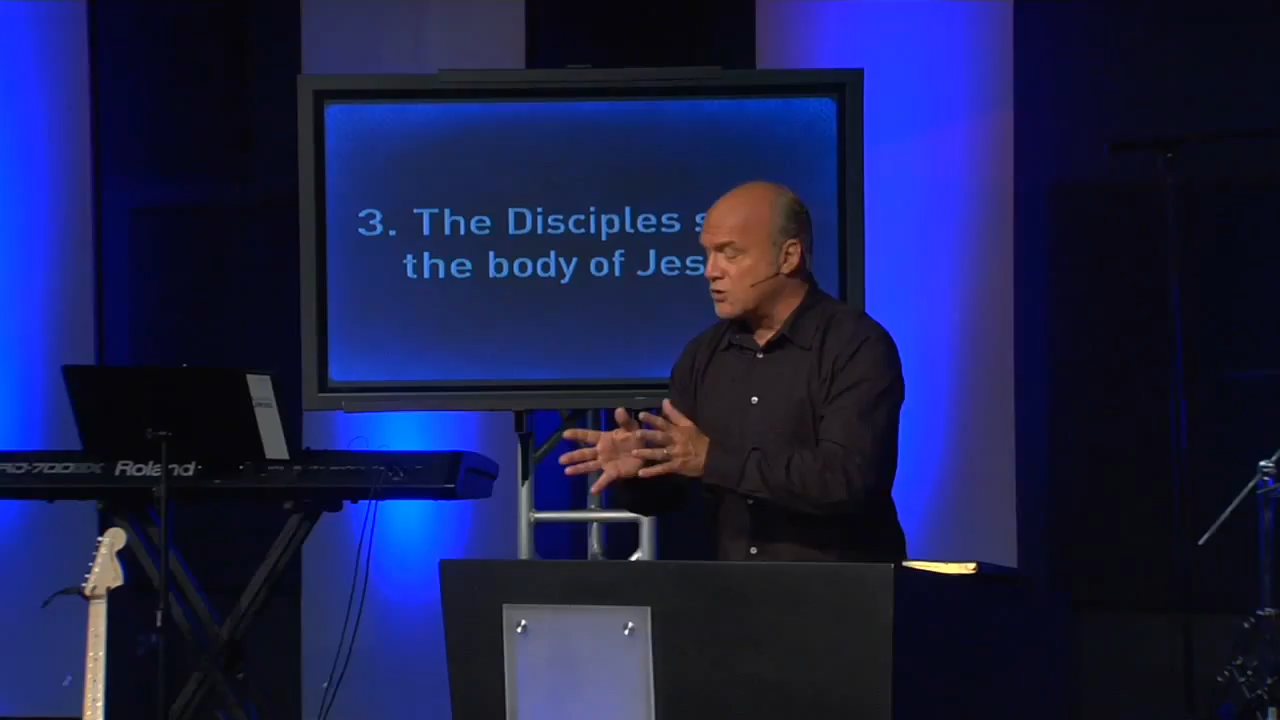 3. The Disciples
the body of
Roland